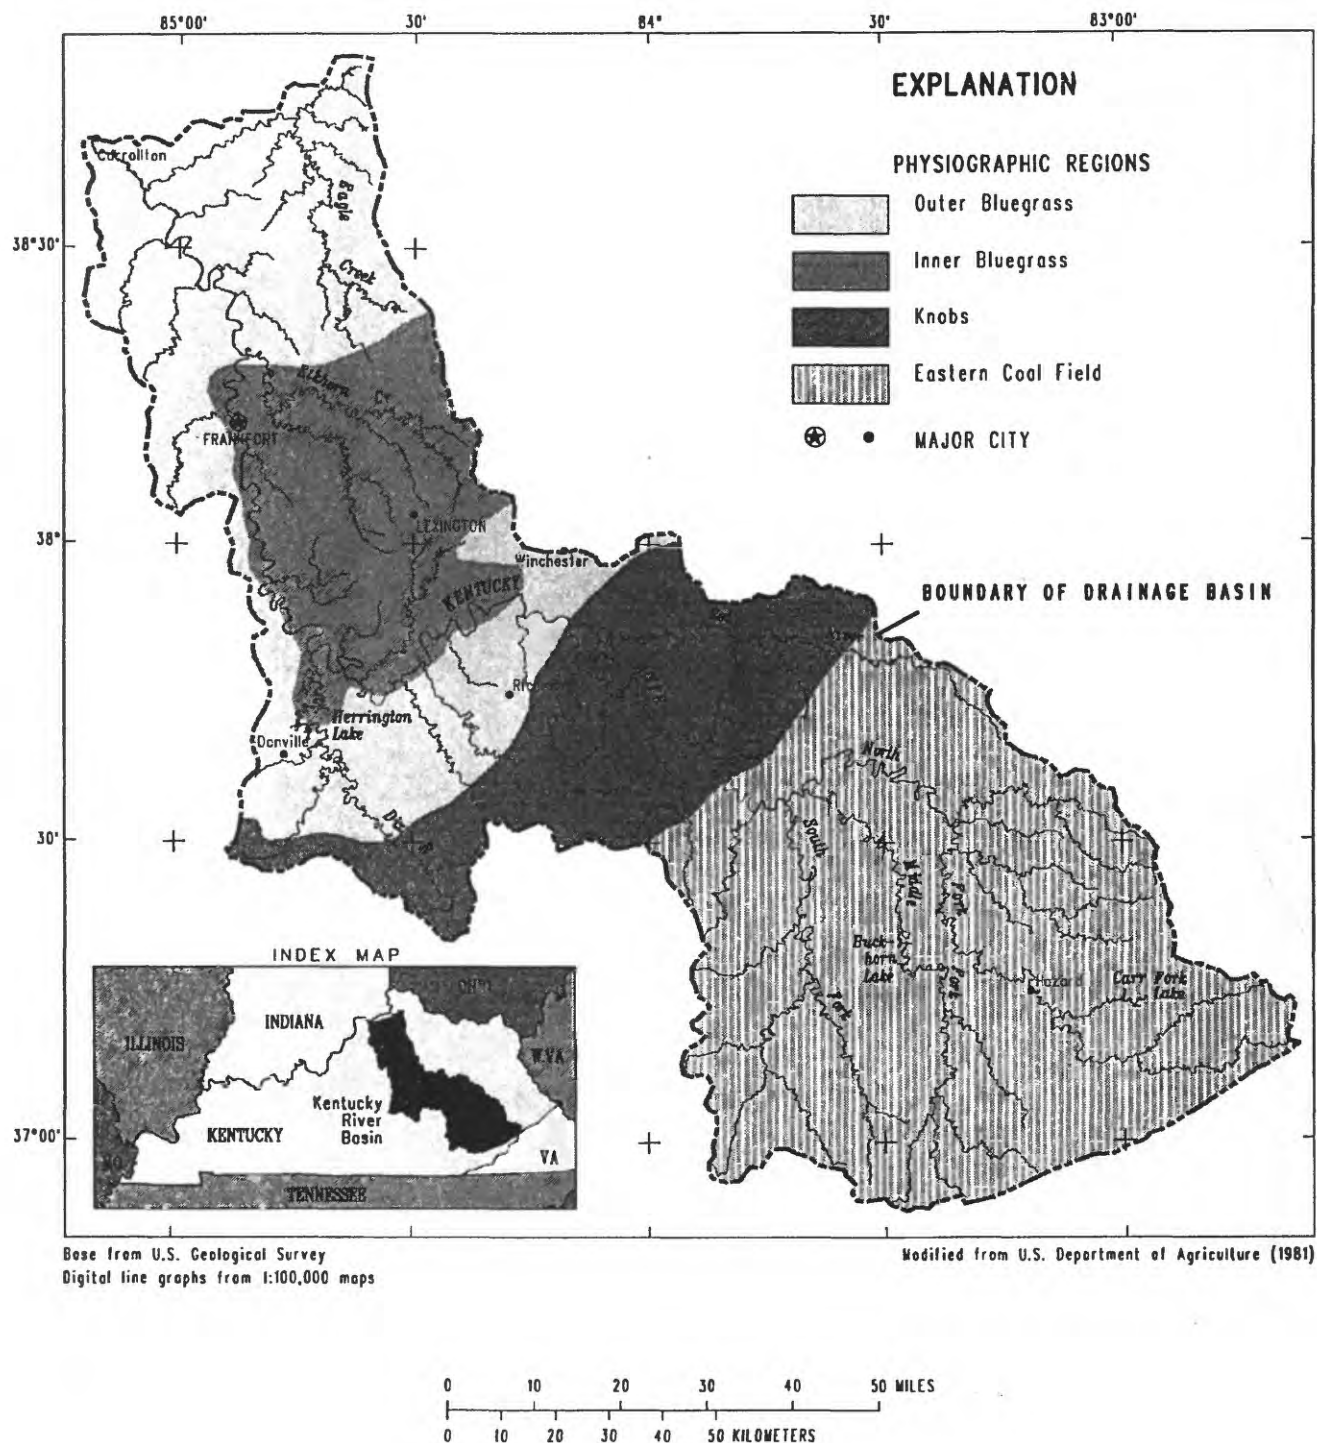 85°00' 30' 84° 30' 83°00'
EXPLANATION
PHYSIOGRAPHIC REGIONS
Outer Bluegrass
Inner Bluegrass
Knobs
Eastern Coal Field
MAJOR CITY
Carrollton
Eagle
Creek
38°30'
Elkhorn
Cr
FRANKFORT
LEXINGTON
38°
Winchester
KENTUCKY
BOUNDARY OF DRAINAGE BASIN
Herrington
Lake
Danville
North
30'
South
Middle
Fork
Buck-
horn
Lake
Fork
Fork
Hazard
Carr Fork
Lake
INDEX MAP
OHIO
INDIANA
ILLINOIS
W.VA
Kentucky
River
Basin
KENTUCKY
VA
MO
TENNESSEE
37°00'
Base from U.S. Geological Survey
Digital line graphs from 1:100,000 maps
Modified from U.S. Department of Agriculture (1981)
0 10 20 30 40 50 MILES
0 10 20 30 40 50 KILOMETERS